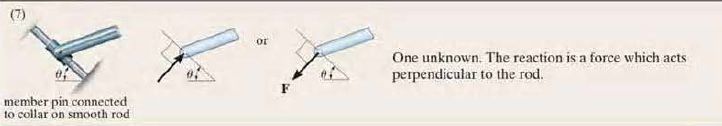 (7)
θ
θ
or
θ
F
One unknown. The reaction is a force which acts
perpendicular to the rod.
member pin connected
to collar on smooth rod